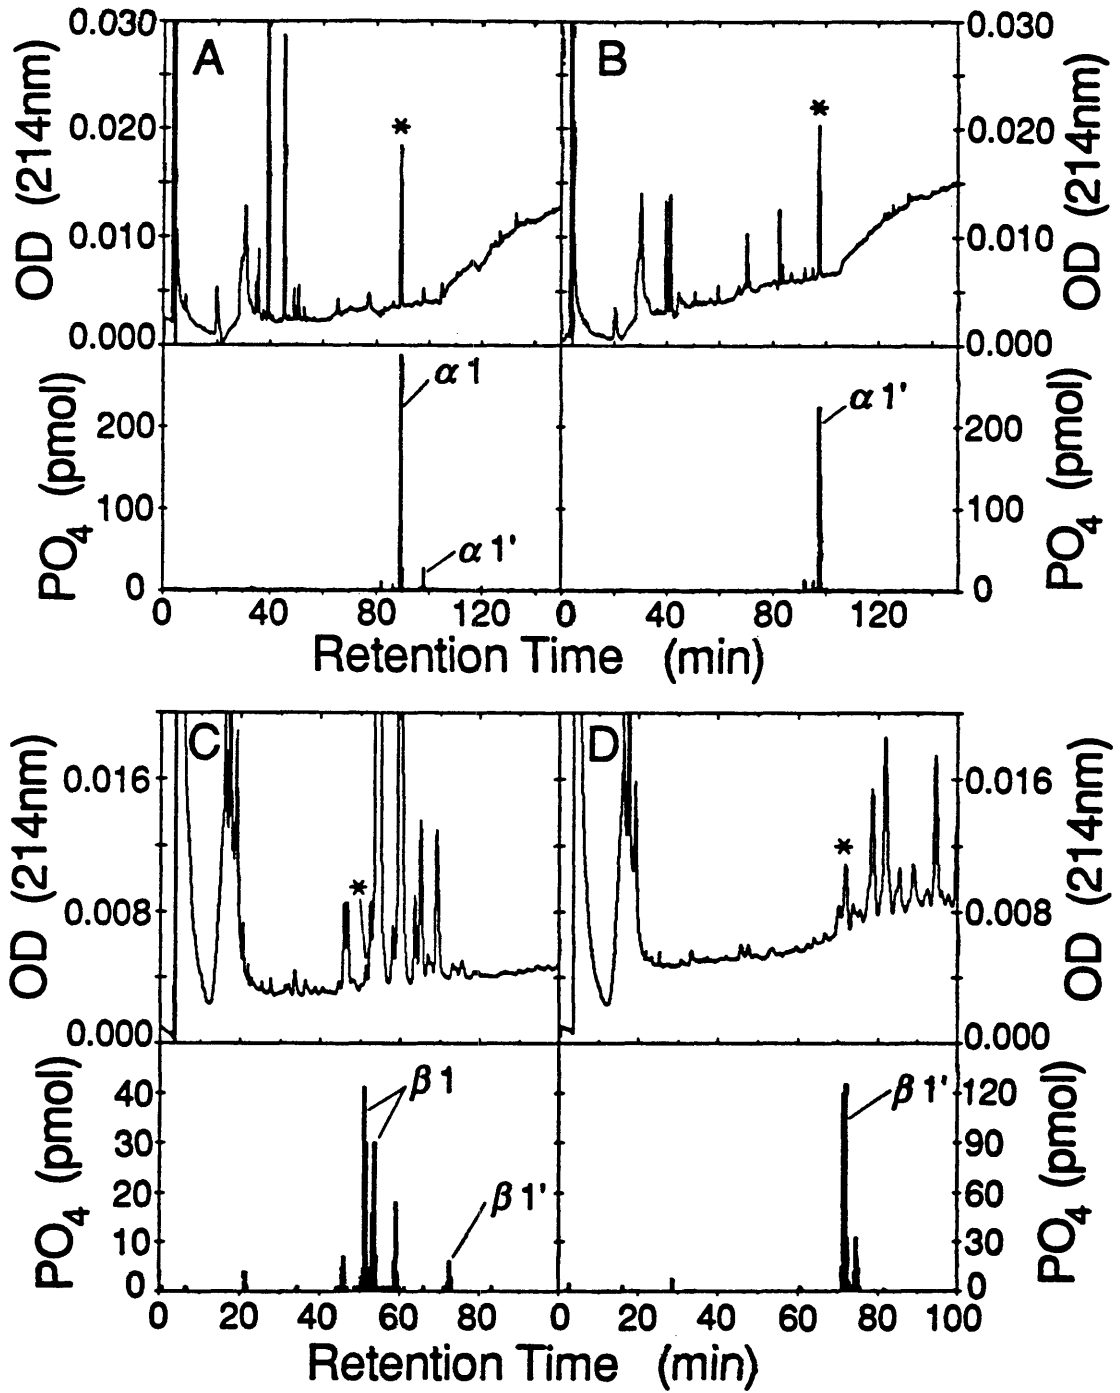 0.030
0.020
0.010
0.000
OD (214nm)
A
*
B
*
0.030
0.020
0.010
0.000
OD (214nm)
200
100
0
PO4 (pmol)
α1
α1'
α1'
200
100
0
PO4 (pmol)
0 40 80 120 0 40 80 120
Retention Time (min)
0.016
0.008
0.000
OD (214nm)
C
*
D
*
0.016
0.008
0.000
OD (214nm)
40
30
20
10
0
PO4 (pmol)
β1
β1'
β1'
120
90
60
30
0
PO4 (pmol)
0 20 40 60 80 0 20 40 60 80 100
Retention Time (min)